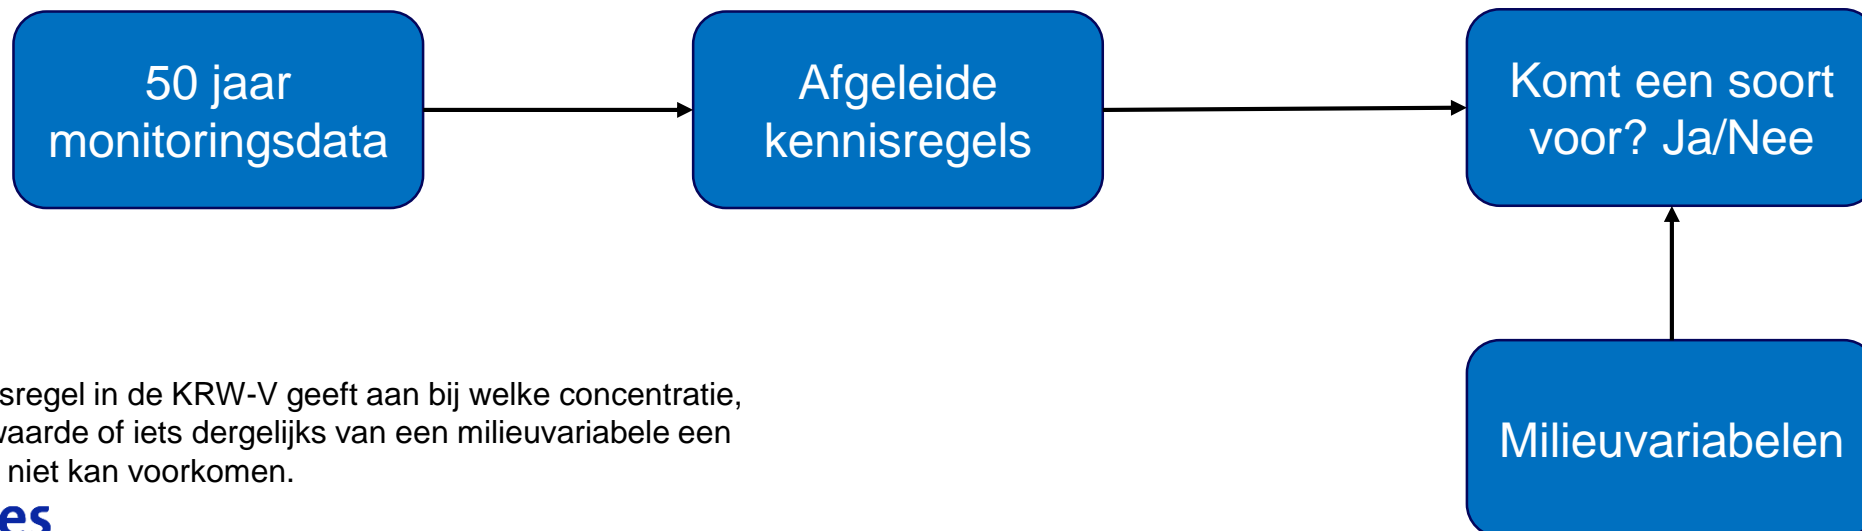 50 jaar
monitoringsdata
Afgeleide
kennisregels
Komt een soort
voor? Ja/Nee
Milieuvariabelen
sregel in de KRW-V geeft aan bij welke concentratie,
waarde of iets dergelijks van een milieuvariabele een
niet kan voorkomen.
es